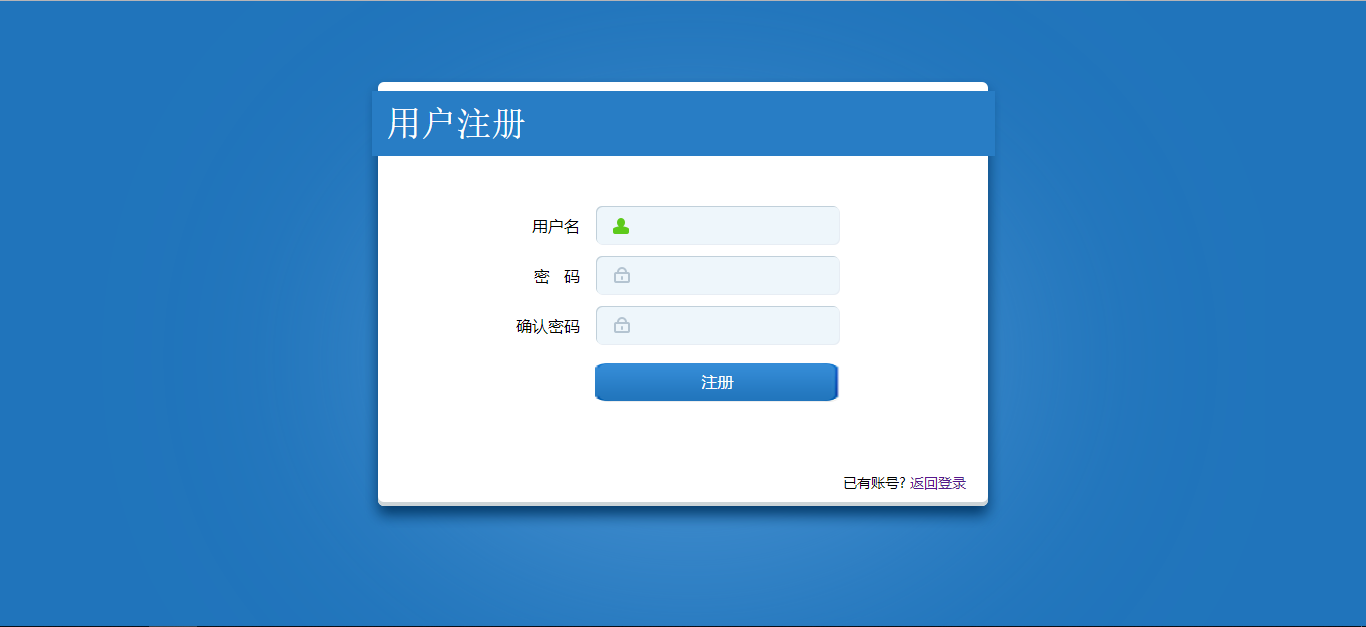 用户注册
用户名
密 码
确认密码
注册
已有账号? 返回登录